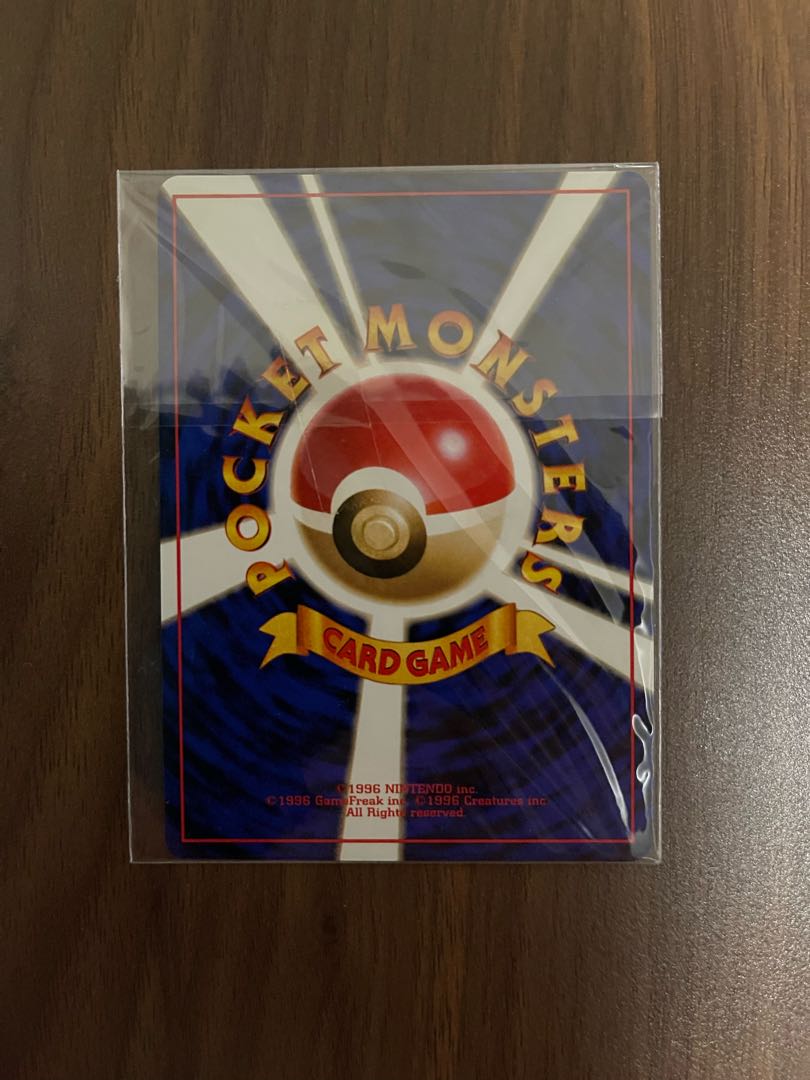 POCKET MONSTERS
CARD GAME
©1996 NINTENDO inc.
©1996 GameFreak inc. ©1996 Creatures inc.
All Rights reserved.